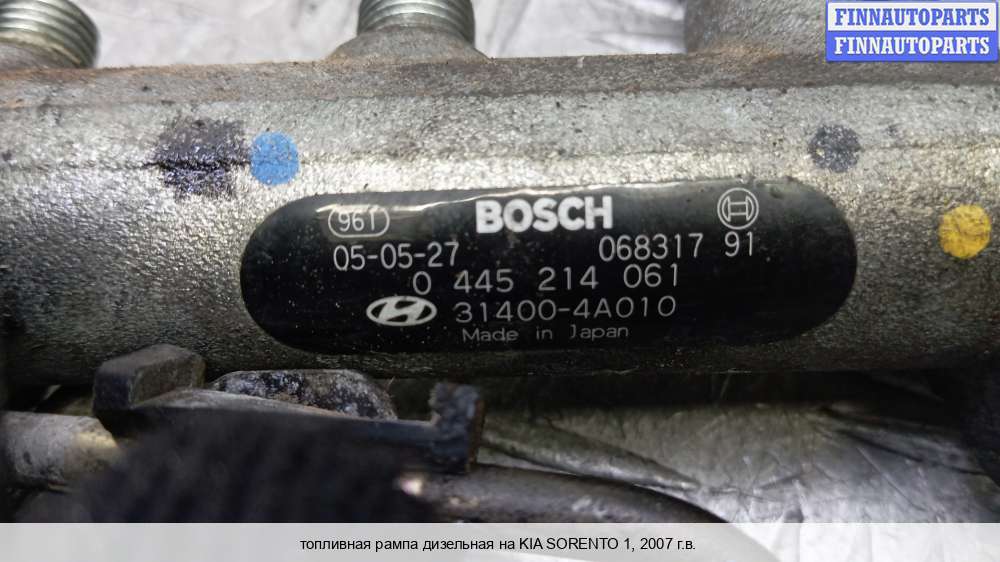 FINNAUTOPARTS
FINNAUTOPARTS
961 BOSCH
05-05-27 068317 91
0 445 214 061
31400-4A010
Made in Japan
топливная рампа дизельная на KIA SORENTO 1, 2007 г.в.